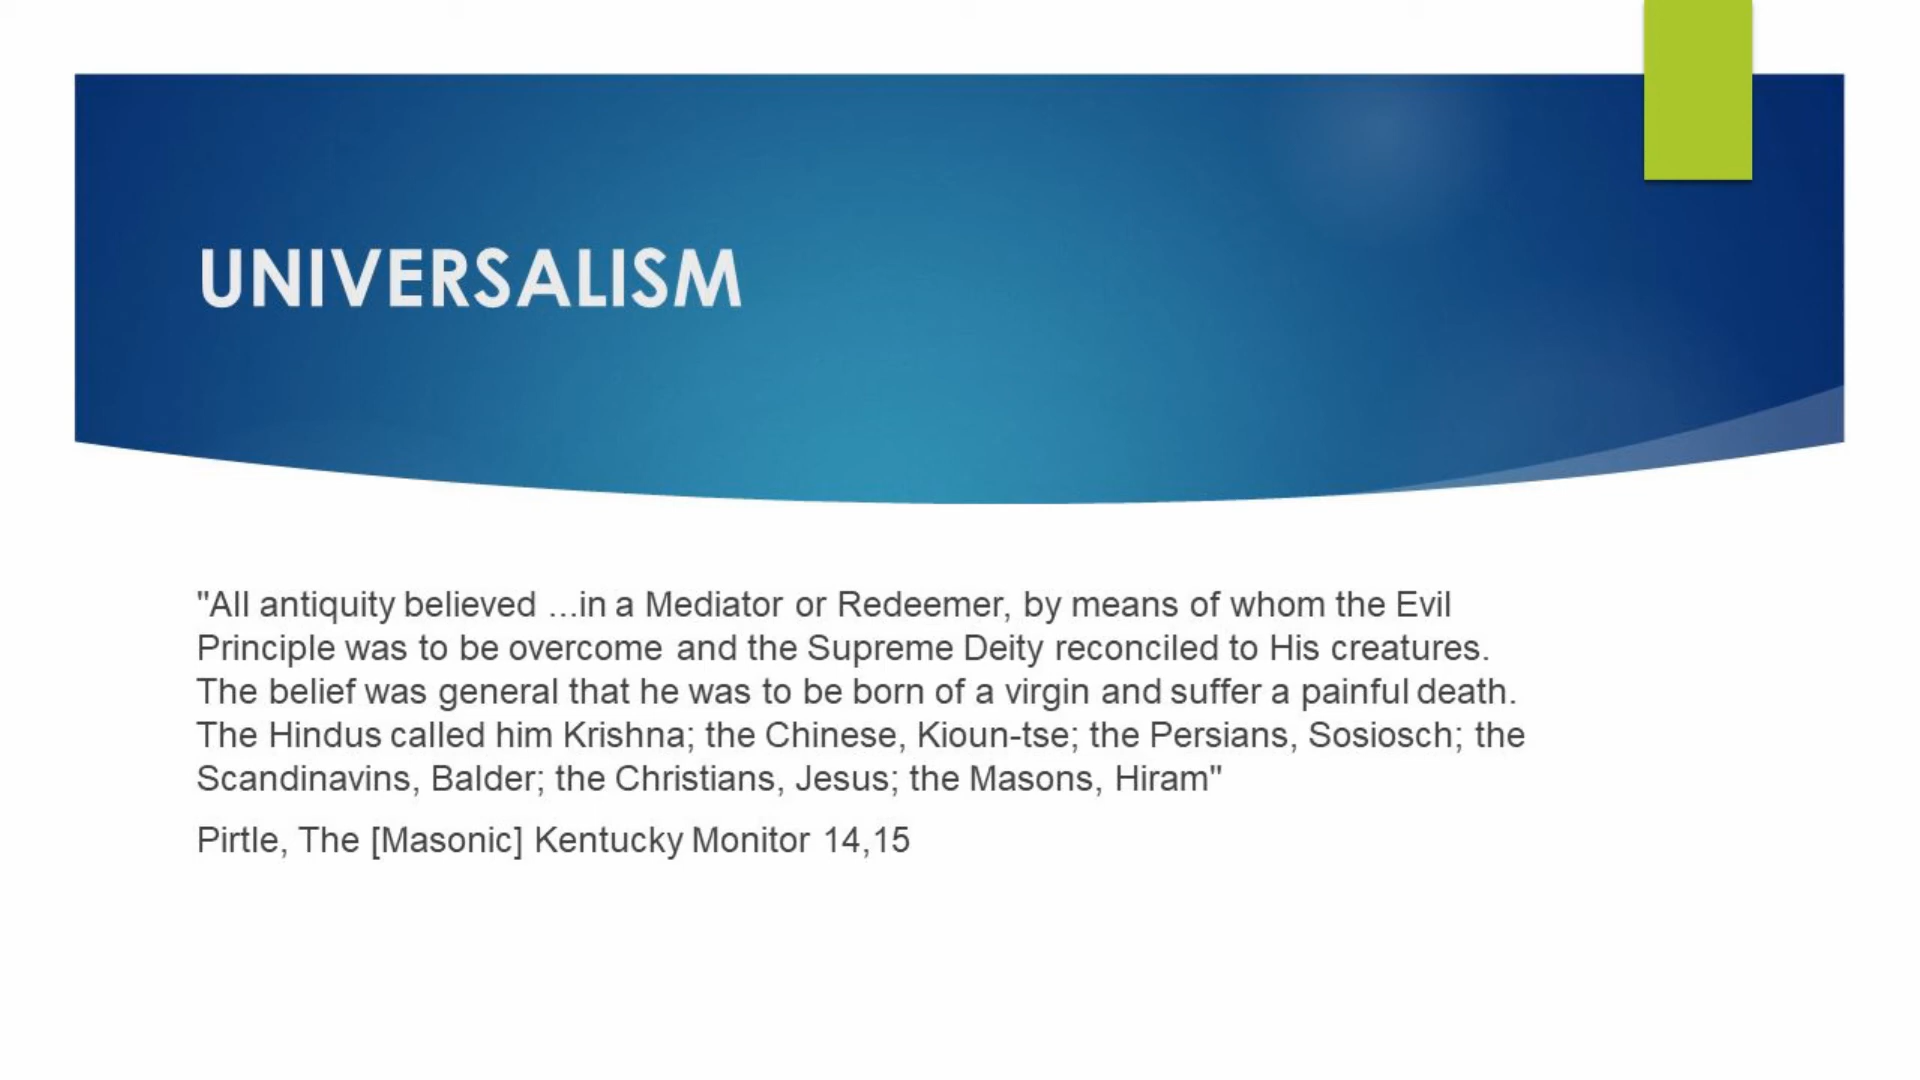 UNIVERSALISM
"All antiquity believed ...in a Mediator or Redeemer, by means of whom the Evil
Principle was to be overcome and the Supreme Deity reconciled to His creatures.
The belief was general that he was to be born of a virgin and suffer a painful death.
The Hindus called him Krishna; the Chinese, Kioun-tse; the Persians, Sosiosch; the
Scandinavins, Balder; the Christians, Jesus; the Masons, Hiram"
Pirtle, The [Masonic] Kentucky Monitor 14,15